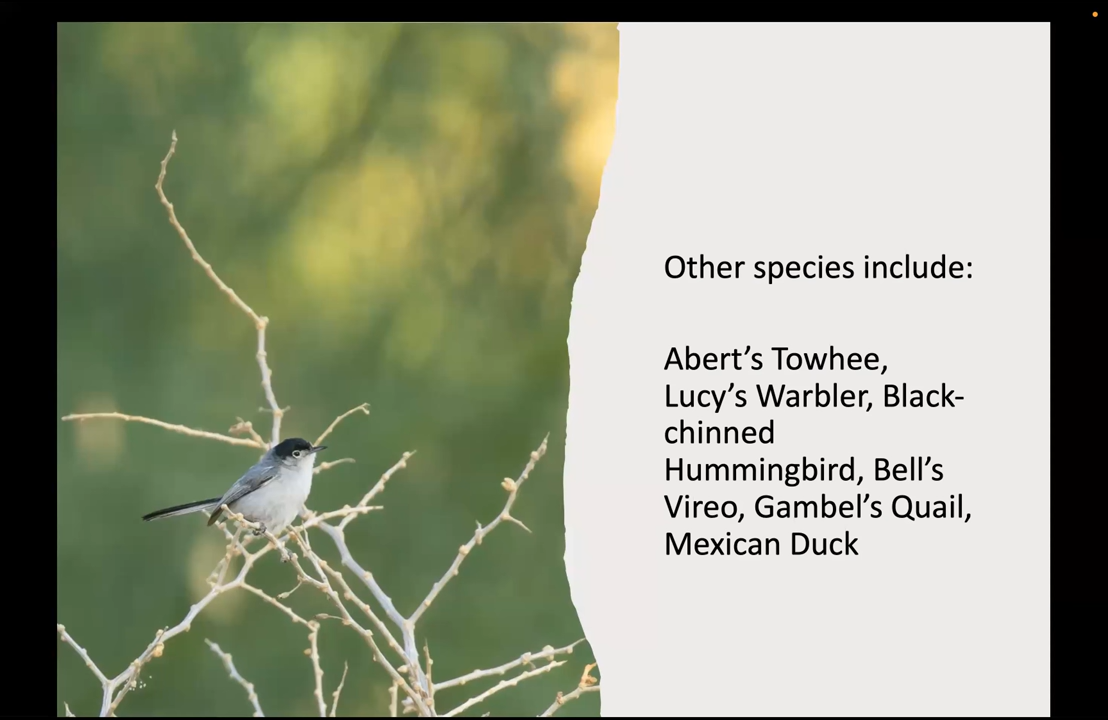 Other species include:
Abert’s Towhee,
Lucy’s Warbler, Black-
chinned
Hummingbird, Bell’s
Vireo, Gambel’s Quail,
Mexican Duck